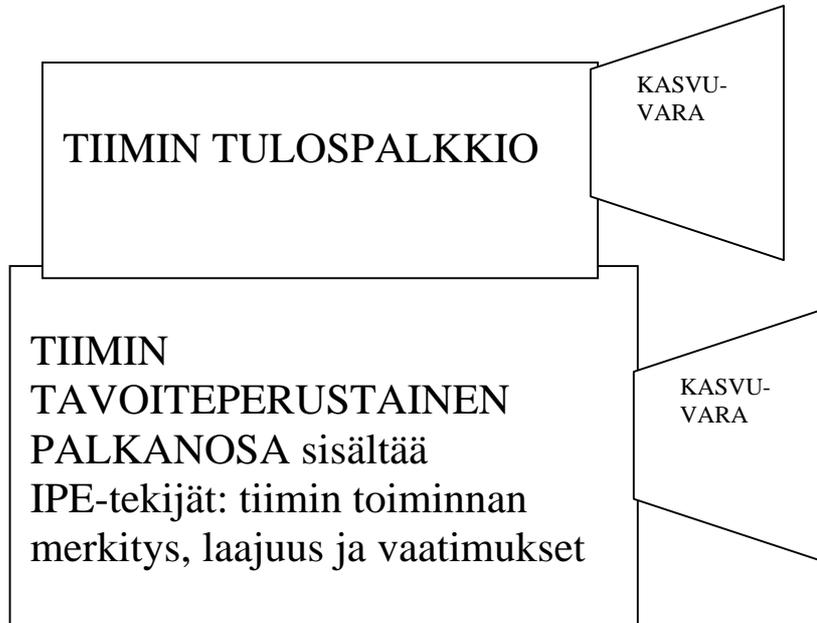 TIIMIN TULOSPALKKIO
KASVU-
VARA
TIIMIN
TAVOITEPERUSTAINEN
PALKANOSA sisältää
IPE-tekijät: tiimin toiminnan
merkitys, laajuus ja vaatimukset
KASVU-
VARA